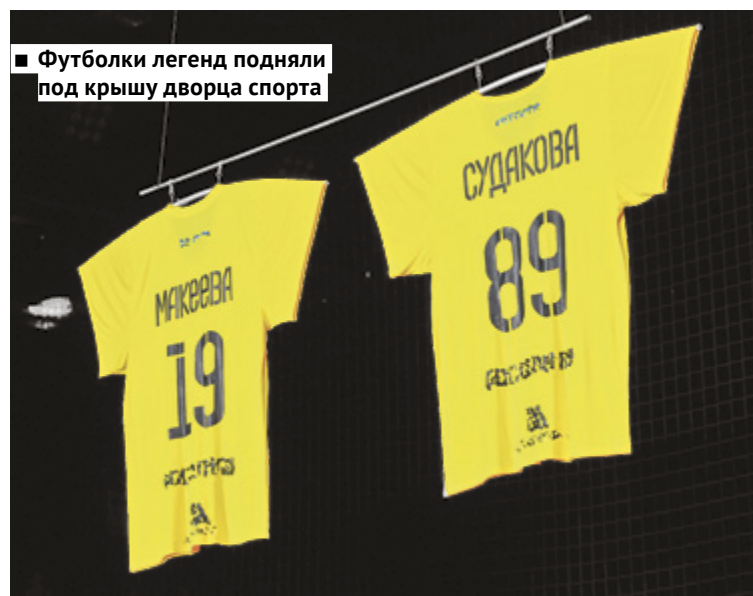 ■ Футболки легенд подняли
под крышу дворца спорта
МАКЕЕВА
19
СУДАКОВА
89